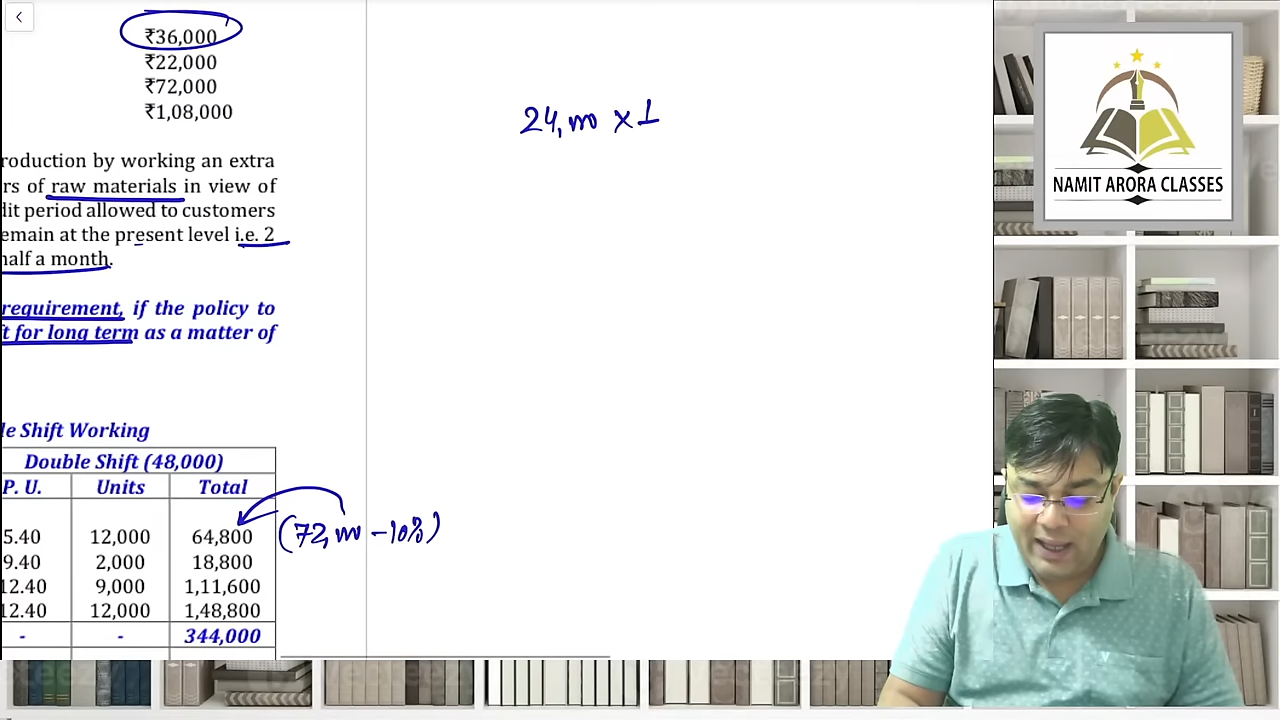 ₹36,000
₹22,000
₹72,000
₹1,08,000
roduction by working an extra
rs of raw materials in view of
dit period allowed to customers
emain at the present level i.e. 2
half a month.
requirement, if the policy to
t for long term as a matter of
le Shift Working
Double Shift (48,000)
P. U. Units Total
5.40 12,000 64,800
9.40 2,000 18,800
12.40 9,000 1,11,600
12.40 12,000 1,48,800
- - 344,000
(72, -10%)
24, x 1
NAMIT ARORA CLASSES